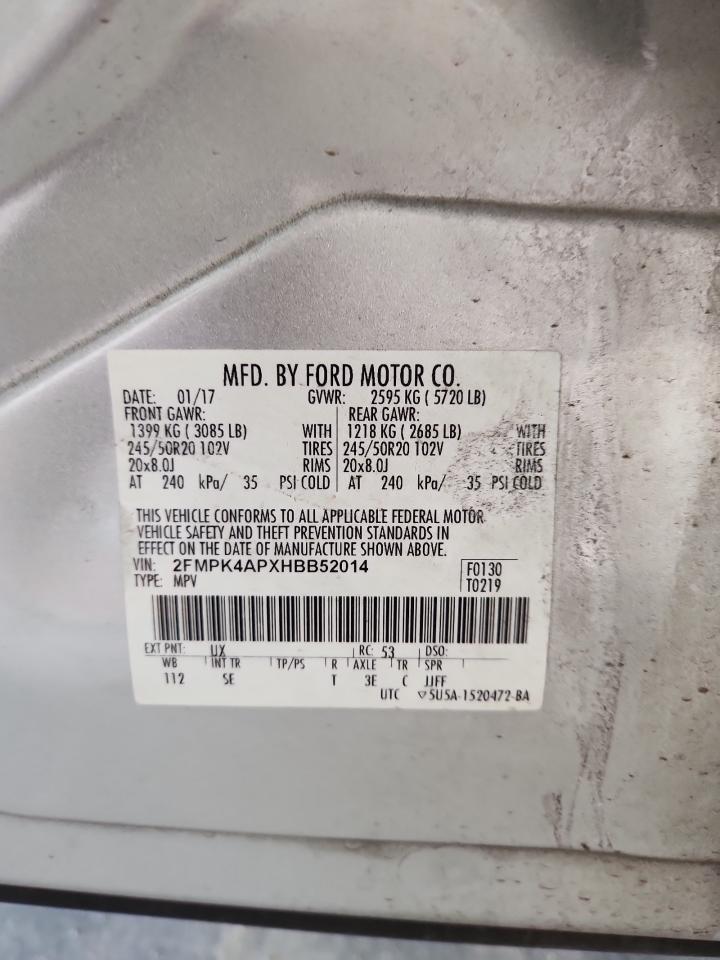 MFD. BY FORD MOTOR CO.
DATE: 01/17 GVWR: 2595 KG ( 5720 LB)
FRONT GAWR: REAR GAWR:
1399 KG ( 3085 LB) WITH 1218 KG ( 2685 LB) WITH
245/50R20 102V TIRES 245/50R20 102V TIRES
20x8.0J RIMS 20x8.0J RIMS
AT 240 kPa/ 35 PSI COLD AT 240 kPa/ 35 PSI COLD
THIS VEHICLE CONFORMS TO ALL APPLICABLE FEDERAL MOTOR
VEHICLE SAFETY AND THEFT PREVENTION STANDARDS IN
EFFECT ON THE DATE OF MANUFACTURE SHOWN ABOVE.
VIN: 2FMPK4APXHBB52014 F0130
TYPE: MPV T0219
EXT PNT: UX RC: 53 DSO:
WB INT TR TP/PS R AXLE TR SPR
112 SE T 3E C JJFF
UTC ▽5U5A-1520472-BA